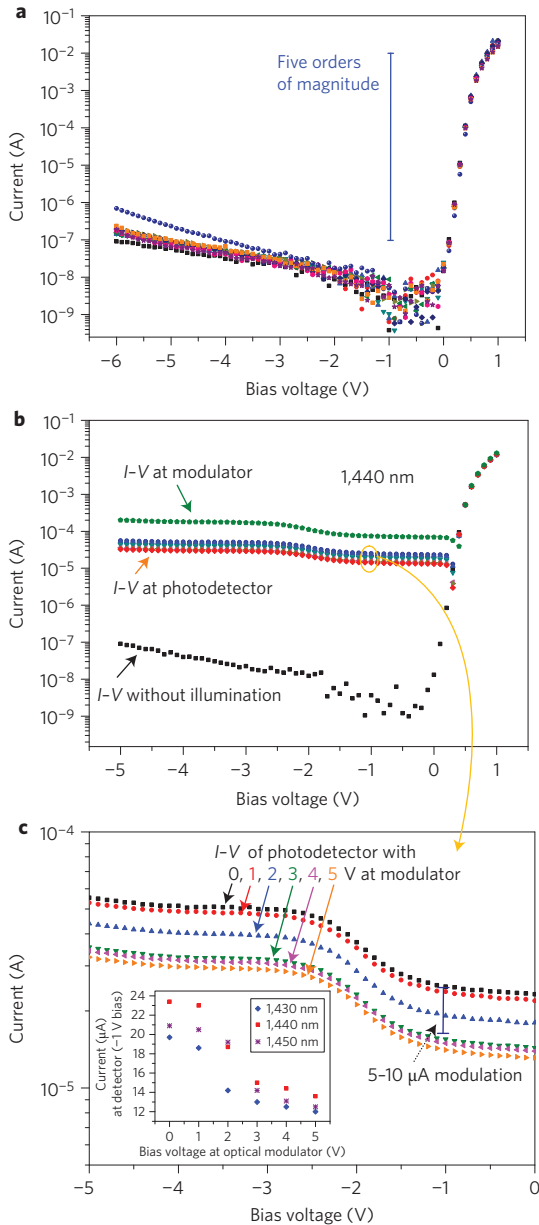 a
10⁻¹
10⁻²
10⁻³
10⁻⁴
10⁻⁵
10⁻⁶
10⁻⁷
10⁻⁸
10⁻⁹
Current (A)
Five orders
of magnitude
−6 −5 −4 −3 −2 −1 0 1
Bias voltage (V)
b
10⁻¹
10⁻²
10⁻³
10⁻⁴
10⁻⁵
10⁻⁶
10⁻⁷
10⁻⁸
10⁻⁹
Current (A)
I–V at modulator
1,440 nm
I–V at photodetector
I–V without illumination
−5 −4 −3 −2 −1 0 1
Bias voltage (V)
c
10⁻⁴
10⁻⁵
Current (A)
I–V of photodetector with
0, 1, 2, 3, 4, 5 V at modulator
5–10 μA modulation
24
22
20
18
16
14
12
Current (μA)
at detector (−1 V bias)
1,430 nm
1,440 nm
1,450 nm
0 1 2 3 4 5
Bias voltage at optical modulator (V)
−5 −4 −3 −2 −1 0
Bias voltage (V)